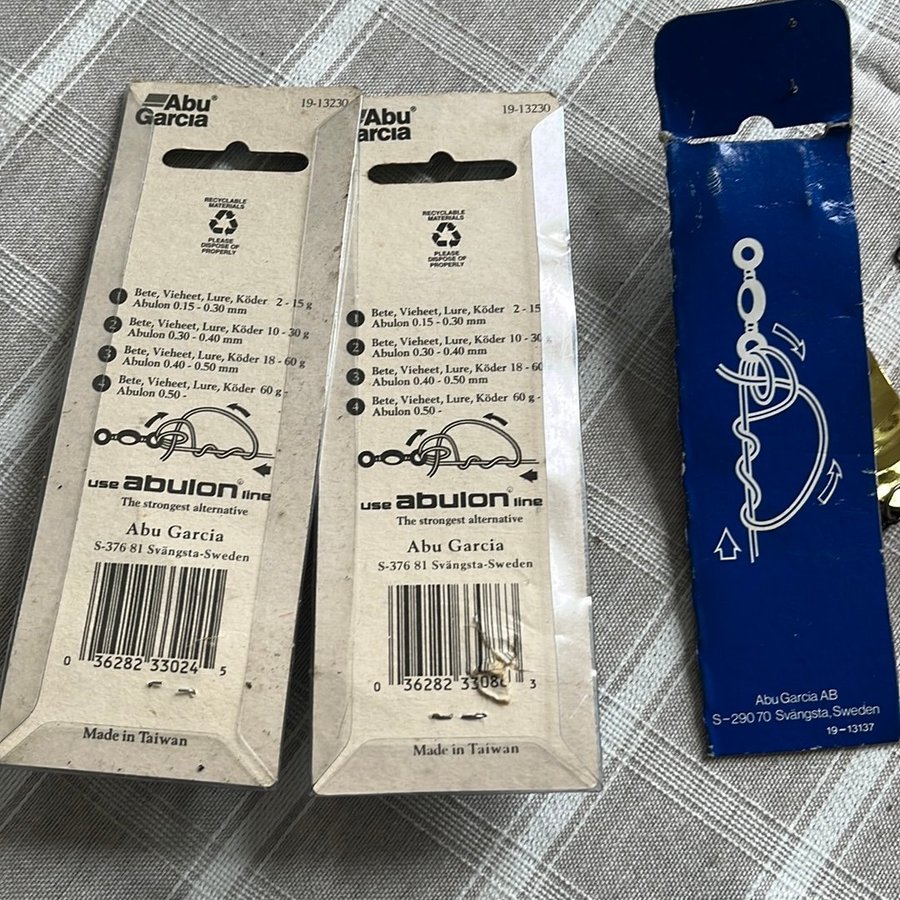 Abu
Garcia
19-13230
RECYCLABLE
MATERIALS
PLEASE
DISPOSE OF
PROPERLY
1 Bete, Vieheet, Lure, Köder 2 - 15 g
Abulon 0.15 - 0.30 mm
2 Bete, Vieheet, Lure, Köder 10 - 30 g
Abulon 0.30 - 0.40 mm
3 Bete, Vieheet, Lure, Köder 18 - 60 g
Abulon 0.40 - 0.50 mm
4 Bete, Vieheet, Lure, Köder 60 g -
Abulon 0.50 -
use abulon® line
The strongest alternative
Abu Garcia
S-376 81 Svängsta-Sweden
0 36282 33024 5
Made in Taiwan
Abu®
arcia
19-13230
RECYCLABLE
MATERIALS
PLEASE
DISPOSE OF
PROPERLY
1 Bete, Vieheet, Lure, Köder 2 - 15
Abulon 0.15 - 0.30 mm
2 Bete, Vieheet, Lure, Köder 10 - 30 g
Abulon 0.30 - 0.40 mm
3 Bete, Vieheet, Lure, Köder 18 - 60
Abulon 0.40 - 0.50 mm
4 Bete, Vieheet, Lure, Köder 60 g -
Abulon 0.50 -
use abulon® line
The strongest alternative
Abu Garcia
S-376 81 Svängsta-Sweden
0 36282 3308 3
Made in Taiwan
Abu Garcia AB
S-290 70 Svängsta, Sweden
19-13137